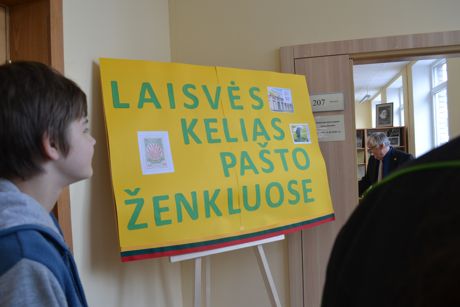 LAISVĖS
KELIAS
PAŠTO
ŽENKLUOSE
207